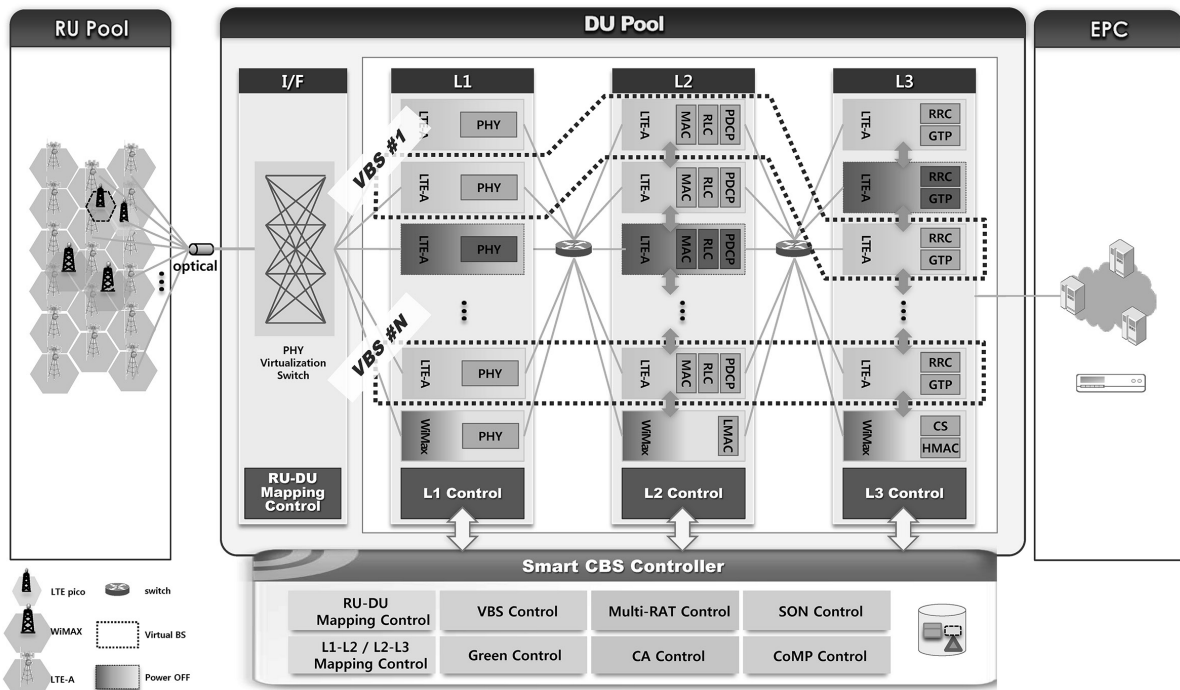 RU Pool
DU Pool
EPC
I/F
L1
L2
L3
VBS #1
VBS #N
optical
PHY
Virtualization
Switch
RU-DU
Mapping
Control
LTE-A
PHY
LTE-A
PHY
LTE-A
PHY
LTE-A
PHY
WiMax
PHY
L1 Control
LTE-A
MAC
RLC
PDCP
LTE-A
MAC
RLC
PDCP
LTE-A
MAC
RLC
PDCP
LTE-A
MAC
RLC
PDCP
WiMax
LMAC
L2 Control
LTE-A
RRC
GTP
LTE-A
RRC
GTP
LTE-A
RRC
GTP
LTE-A
RRC
GTP
WiMax
CS
HMAC
L3 Control
Smart CBS Controller
RU-DU
Mapping Control
VBS Control
Multi-RAT Control
SON Control
L1-L2 / L2-L3
Mapping Control
Green Control
CA Control
CoMP Control
LTE pico
switch
WiMAX
Virtual BS
LTE-A
Power OFF